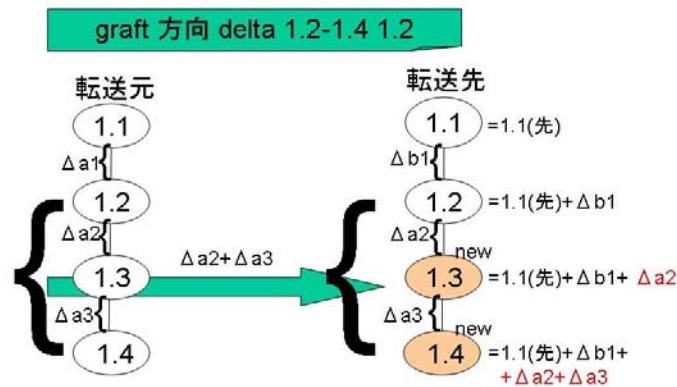 graft 方向 delta 1.2-1.4 1.2
転送元
転送先
1.1
1.1
=1.1(先)
Δa1
Δb1
1.2
1.2
=1.1(先)+Δb1
Δa2
Δa2
new
Δa2+Δa3
1.3
1.3
=1.1(先)+Δb1+ Δa2
Δa3
Δa3
new
1.4
1.4
=1.1(先)+Δb1+
+Δa2+Δa3